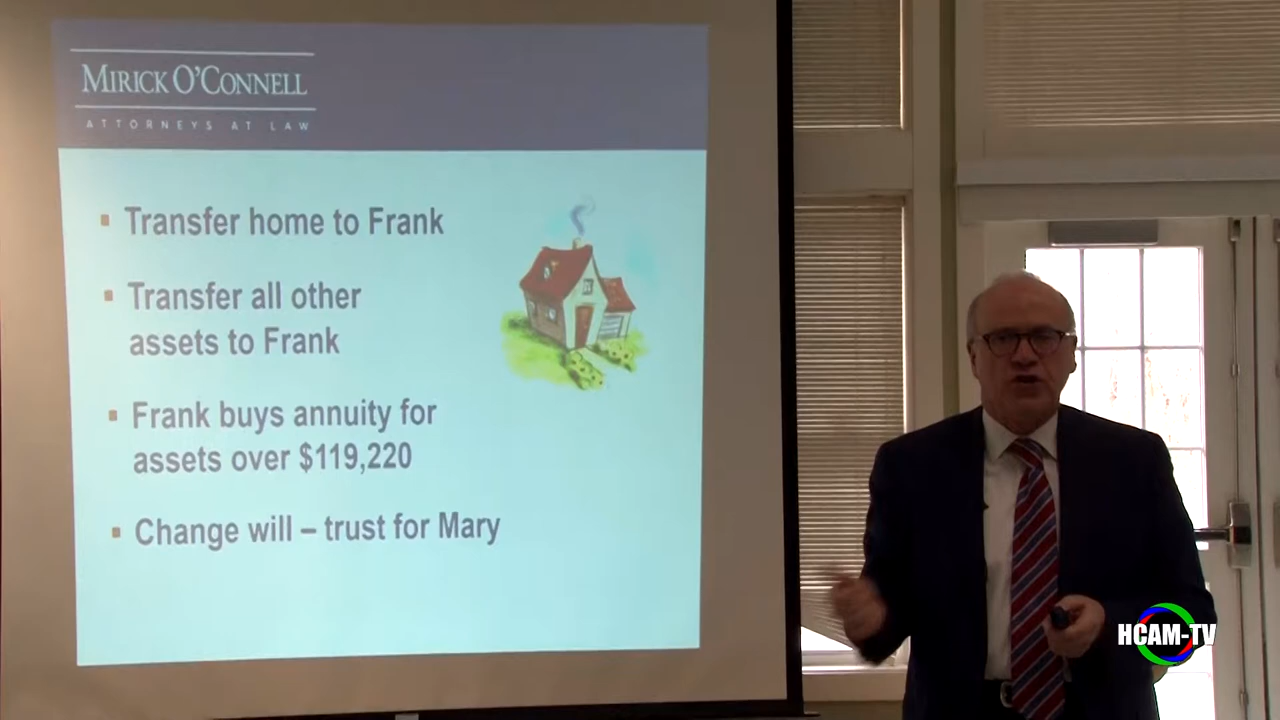 MIRICK O'CONNELL
ATTORNEYS AT LAW
▪ Transfer home to Frank
▪ Transfer all other
assets to Frank
▪ Frank buys annuity for
assets over $119,220
▪ Change will – trust for Mary
HCAM-TV